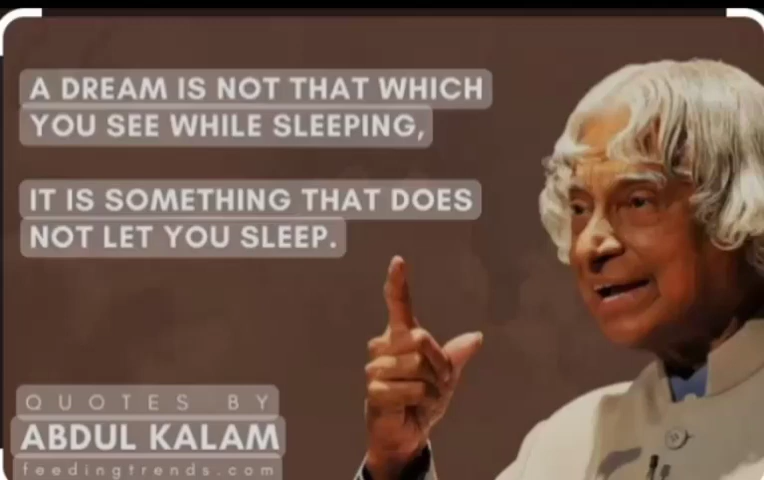 A DREAM IS NOT THAT WHICH
YOU SEE WHILE SLEEPING,
IT IS SOMETHING THAT DOES
NOT LET YOU SLEEP.
QUOTES BY
ABDUL KALAM
feedingtrends.com